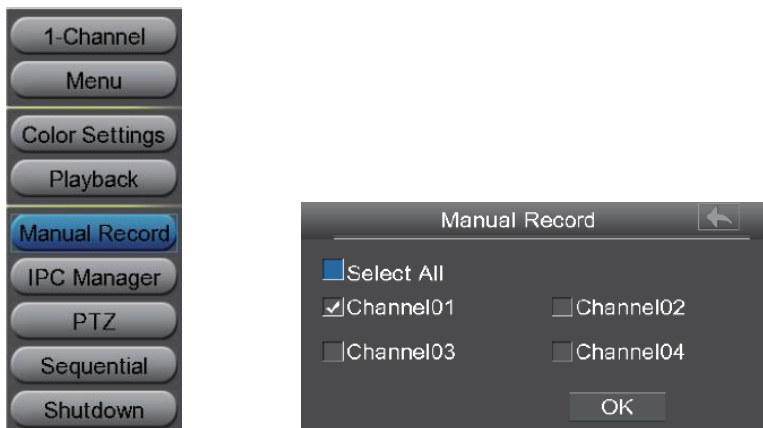 1-Channel
Menu
Color Settings
Playback
Manual Record
IPC Manager
PTZ
Sequential
Shutdown
Manual Record
Select All
Channel01 Channel02
Channel03 Channel04
OK